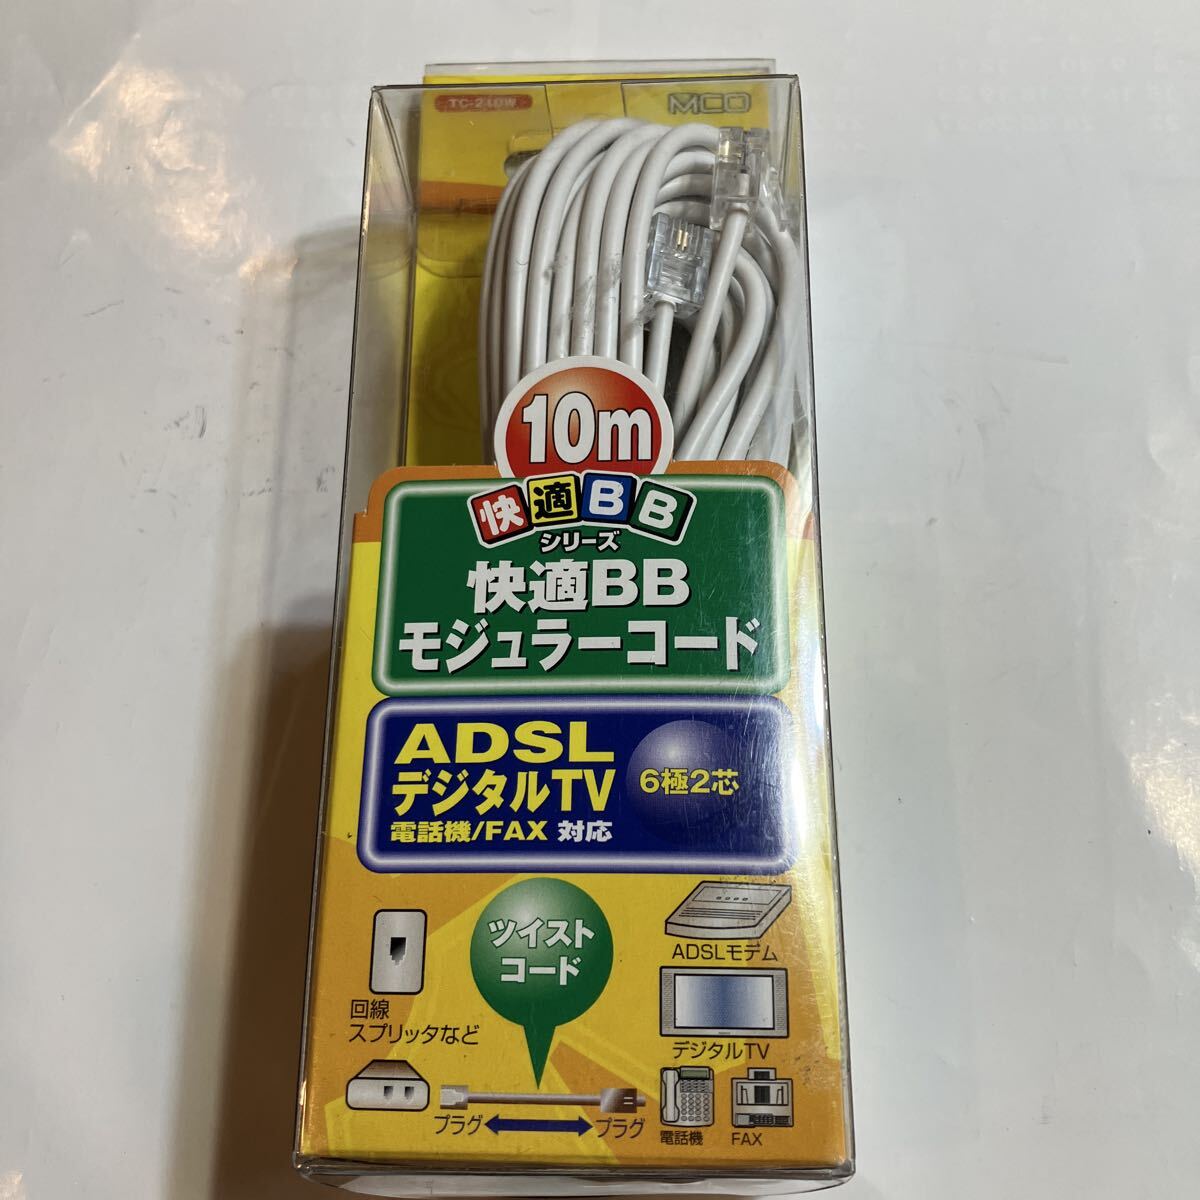 TC-210W
MCO
10m
快適BB
シリーズ
快適BB
モジュラーコード
ADSL
デジタルTV
電話機/FAX 対応
6極2芯
ツイスト
コード
回線
スプリッタなど
ADSLモデム
デジタルTV
プラグ
プラグ
電話機
FAX